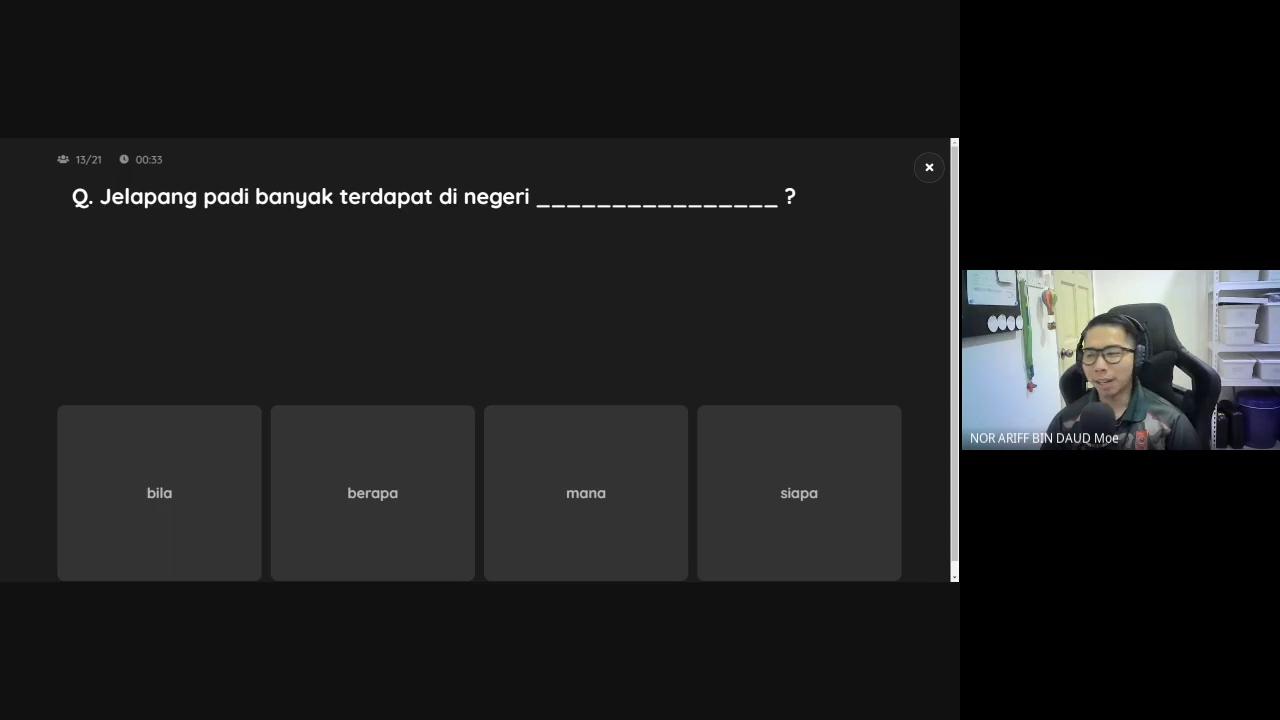 13/21 00:33
Q. Jelapang padi banyak terdapat di negeri ________________ ?
bila
berapa
mana
siapa
NOR ARIFF BIN DAUD Moe